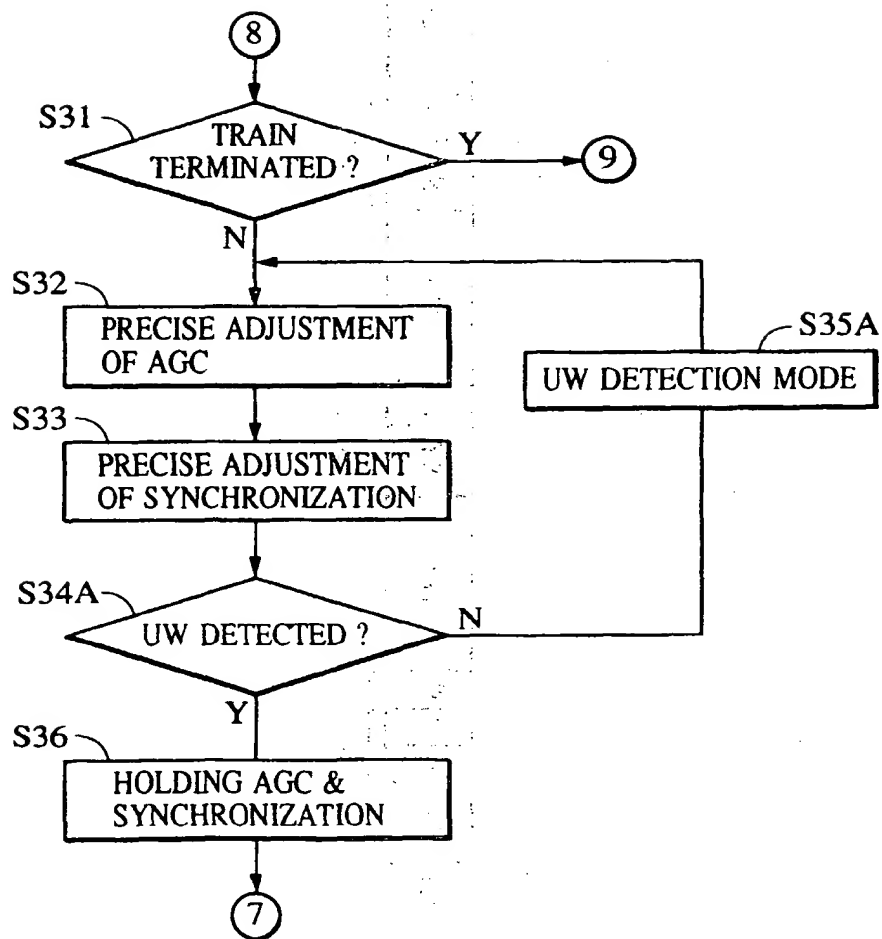 8
S31
TRAIN
TERMINATED ?
Y
9
N
S32
PRECISE ADJUSTMENT
OF AGC
S35A
UW DETECTION MODE
S33
PRECISE ADJUSTMENT
OF SYNCHRONIZATION
S34A
UW DETECTED ?
N
Y
S36
HOLDING AGC &
SYNCHRONIZATION
7